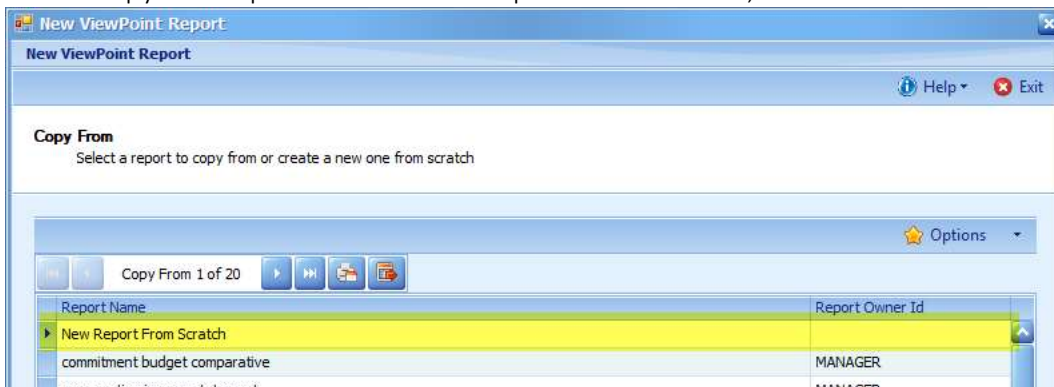 New ViewPoint Report
New ViewPoint Report
Help
Exit
Copy From
Select a report to copy from or create a new one from scratch
Options
Copy From 1 of 20
Report Name Report Owner Id
New Report From Scratch
commitment budget comparative MANAGER
MANAGER